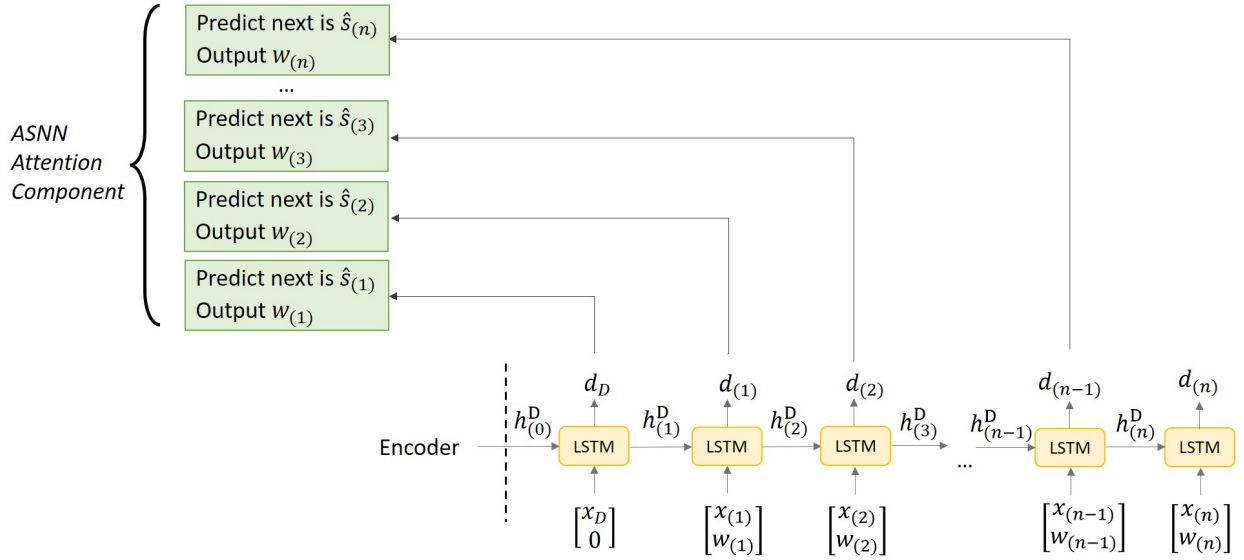 Predict next is ŝ₍ₙ₎
Output w₍ₙ₎
...
Predict next is ŝ₍₃₎
Output w₍₃₎
Predict next is ŝ₍₂₎
Output w₍₂₎
Predict next is ŝ₍₁₎
Output w₍₁₎
ASNN
Attention
Component
d_D d₍₁₎ d₍₂₎ d₍ₙ₋₁₎ d₍ₙ₎
h₍₀₎^D h₍₁₎^D h₍₂₎^D h₍₃₎^D h₍ₙ₋₁₎^D h₍ₙ₎^D
Encoder LSTM LSTM LSTM ... LSTM LSTM
[x_D [x₍₁₎ [x₍₂₎ [x₍ₙ₋₁₎ [x₍ₙ₎
0] w₍₁₎] w₍₂₎] w₍ₙ₋₁₎] w₍ₙ₎]